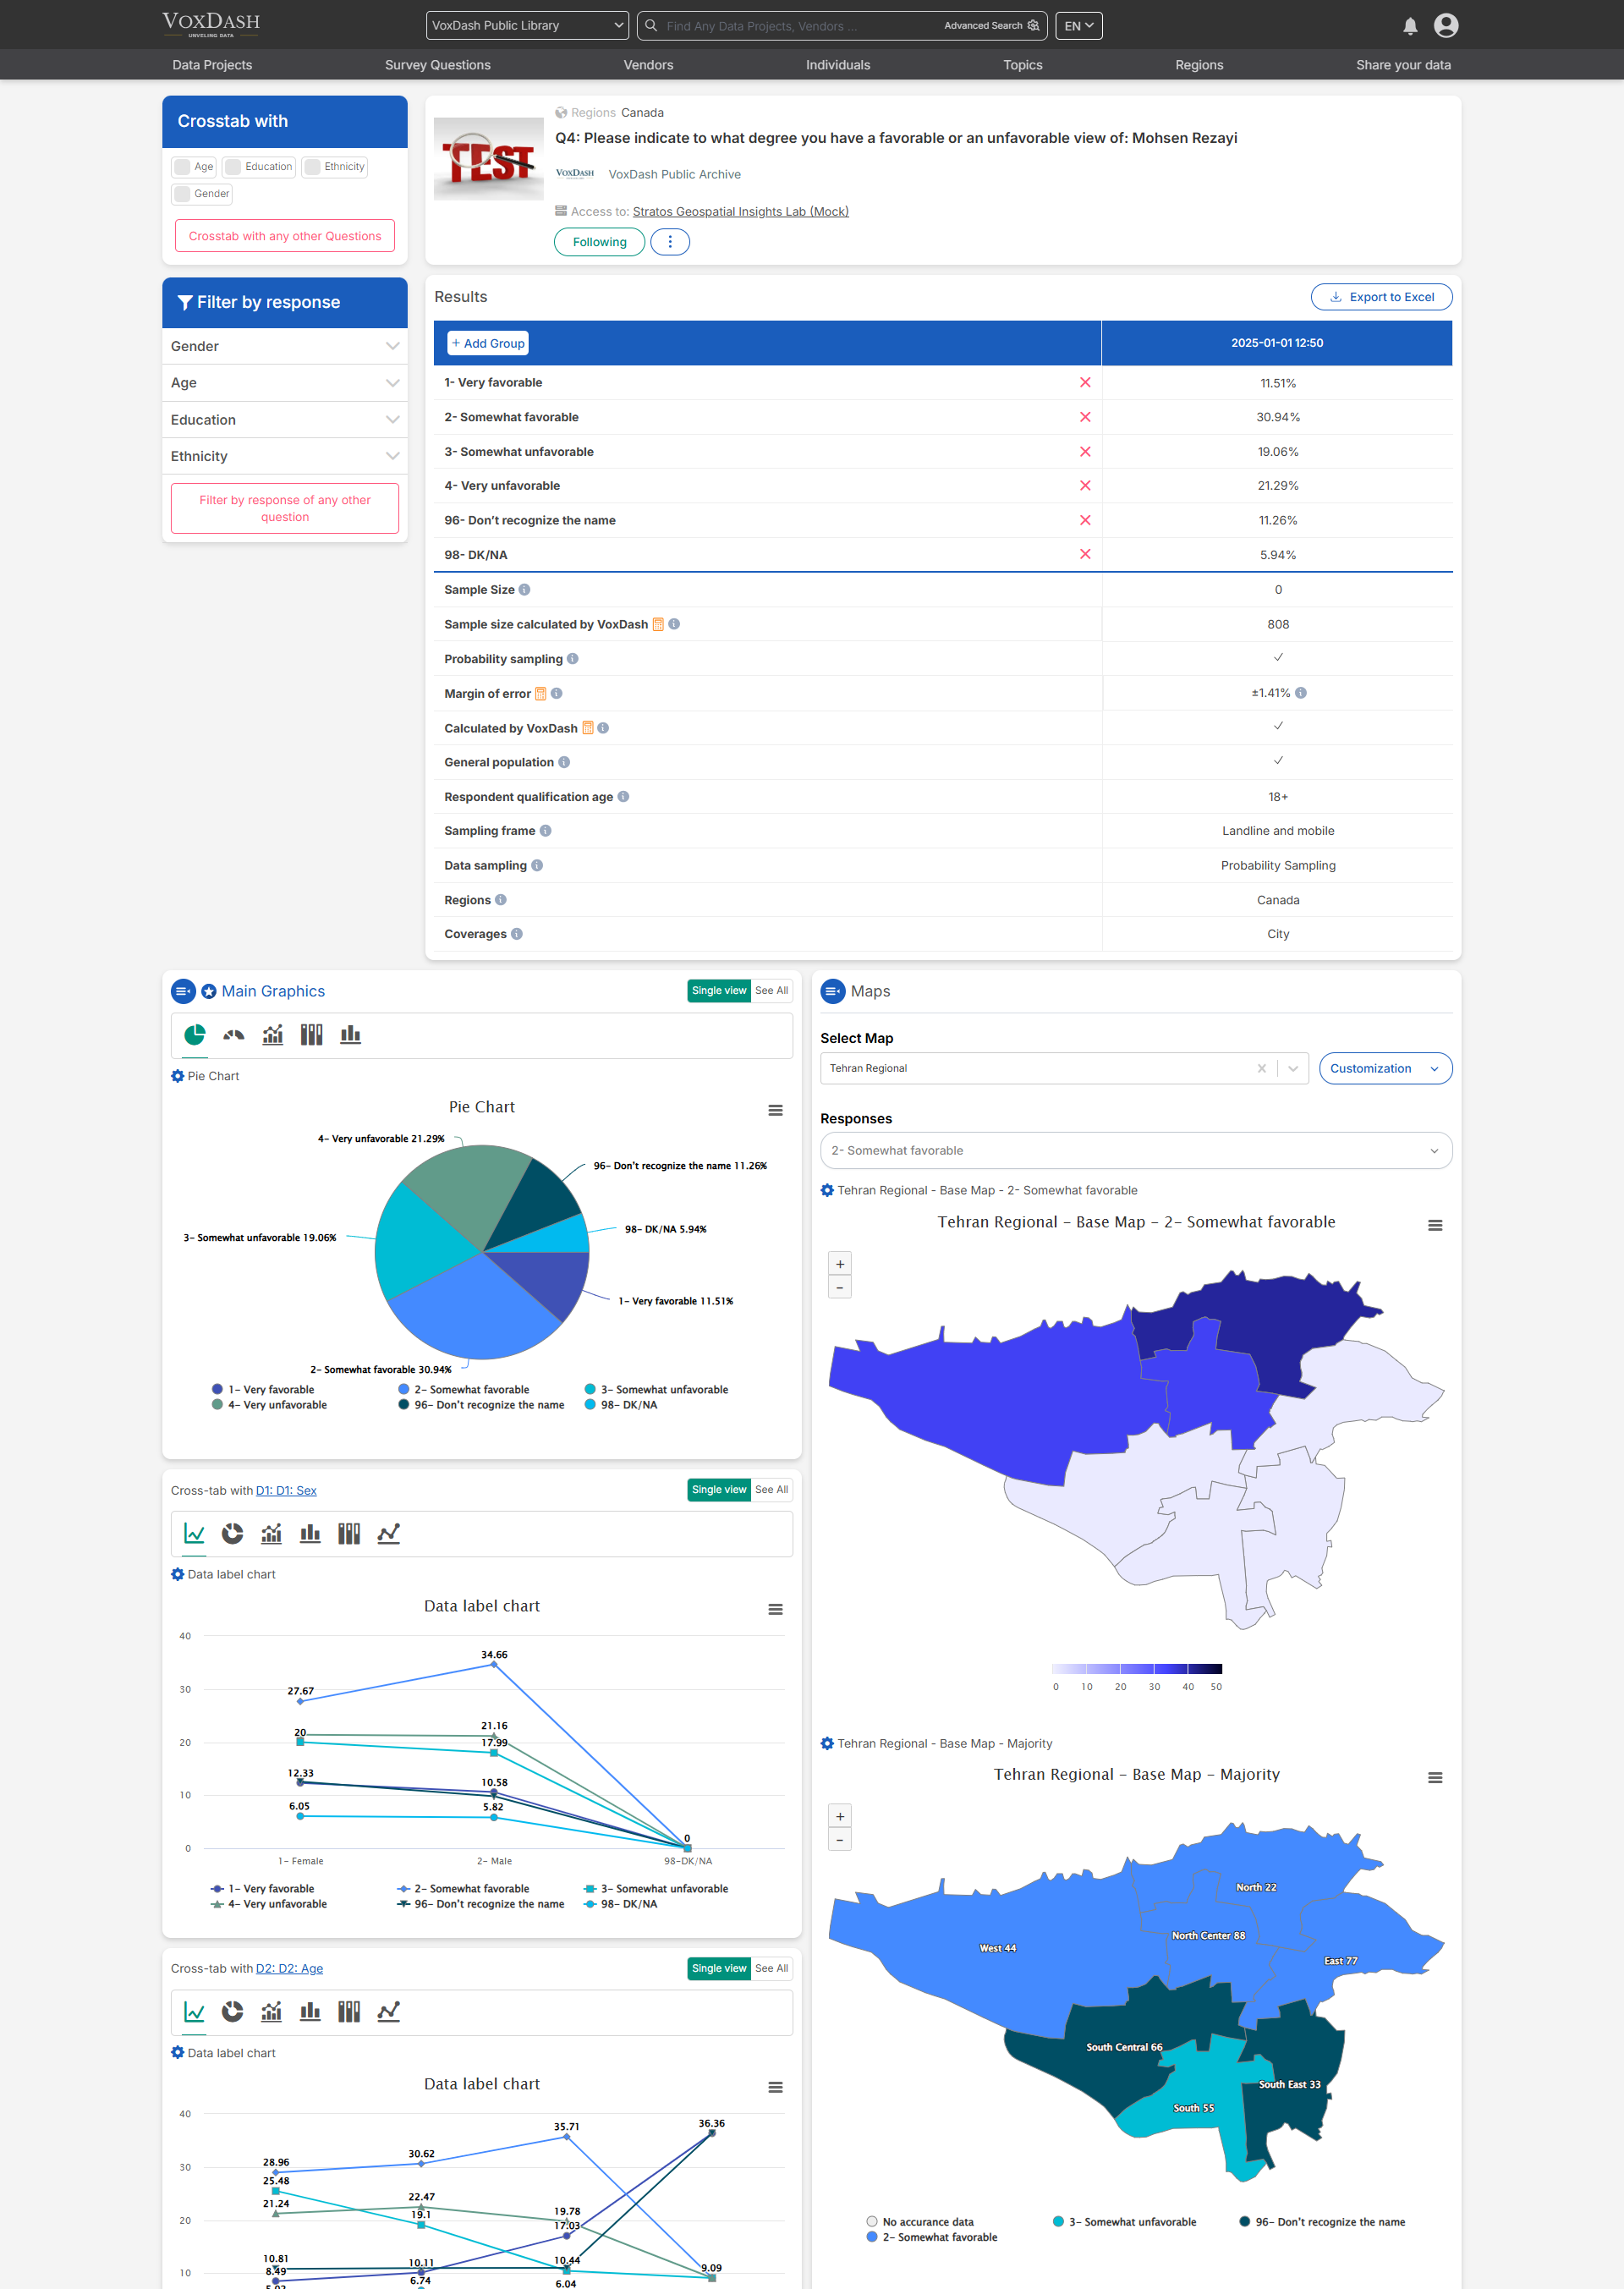 VOXDASH
UNVELING DATA
VoxDash Public Library
Find Any Data Projects, Vendors ...
Advanced Search
EN
Data Projects
Survey Questions
Vendors
Individuals
Topics
Regions
Share your data
Crosstab with
Age
Education
Ethnicity
Gender
Crosstab with any other Questions
Filter by response
Gender
Age
Education
Ethnicity
Filter by response of any other
question
TEST
Regions Canada
Q4: Please indicate to what degree you have a favorable or an unfavorable view of: Mohsen Rezayi
VOXDASH
VoxDash Public Archive
Access to: Stratos Geospatial Insights Lab (Mock)
Following
Results
Export to Excel
+ Add Group
2025-01-01 12:50
1- Very favorable 11.51%
2- Somewhat favorable 30.94%
3- Somewhat unfavorable 19.06%
4- Very unfavorable 21.29%
96- Don’t recognize the name 11.26%
98- DK/NA 5.94%
Sample Size 0
Sample size calculated by VoxDash 808
Probability sampling
Margin of error ±1.41%
Calculated by VoxDash
General population
Respondent qualification age 18+
Sampling frame Landline and mobile
Data sampling Probability Sampling
Regions Canada
Coverages City
Main Graphics
Single view See All
Pie Chart
Pie Chart
4- Very unfavorable 21.29%
96- Don’t recognize the name 11.26%
98- DK/NA 5.94%
3- Somewhat unfavorable 19.06%
1- Very favorable 11.51%
2- Somewhat favorable 30.94%
1- Very favorable
2- Somewhat favorable
3- Somewhat unfavorable
4- Very unfavorable
96- Don’t recognize the name
98- DK/NA
Cross-tab with D1: D1: Sex
Single view See All
Data label chart
Data label chart
40
30
20
10
0
34.66
27.67
20
21.16
17.99
12.33
10.58
6.05
5.82
0
1- Female
2- Male
98-DK/NA
1- Very favorable
2- Somewhat favorable
3- Somewhat unfavorable
4- Very unfavorable
96- Don’t recognize the name
98- DK/NA
Cross-tab with D2: D2: Age
Single view See All
Data label chart
Data label chart
40
30
20
10
35.71
36.36
28.96
30.62
25.48
21.24
22.47
19.1
19.78
17.03
10.81
8.49
10.11
6.74
10.44
6.04
9.09
Maps
Select Map
Tehran Regional
Customization
Responses
2- Somewhat favorable
Tehran Regional - Base Map - 2- Somewhat favorable
Tehran Regional - Base Map - 2- Somewhat favorable
+
-
0 10 20 30 40 50
Tehran Regional - Base Map - Majority
Tehran Regional - Base Map - Majority
+
-
North 22
North Center 88
West 44
East 77
South Central 66
South East 33
South 55
No accurance data
3- Somewhat unfavorable
96- Don’t recognize the name
2- Somewhat favorable